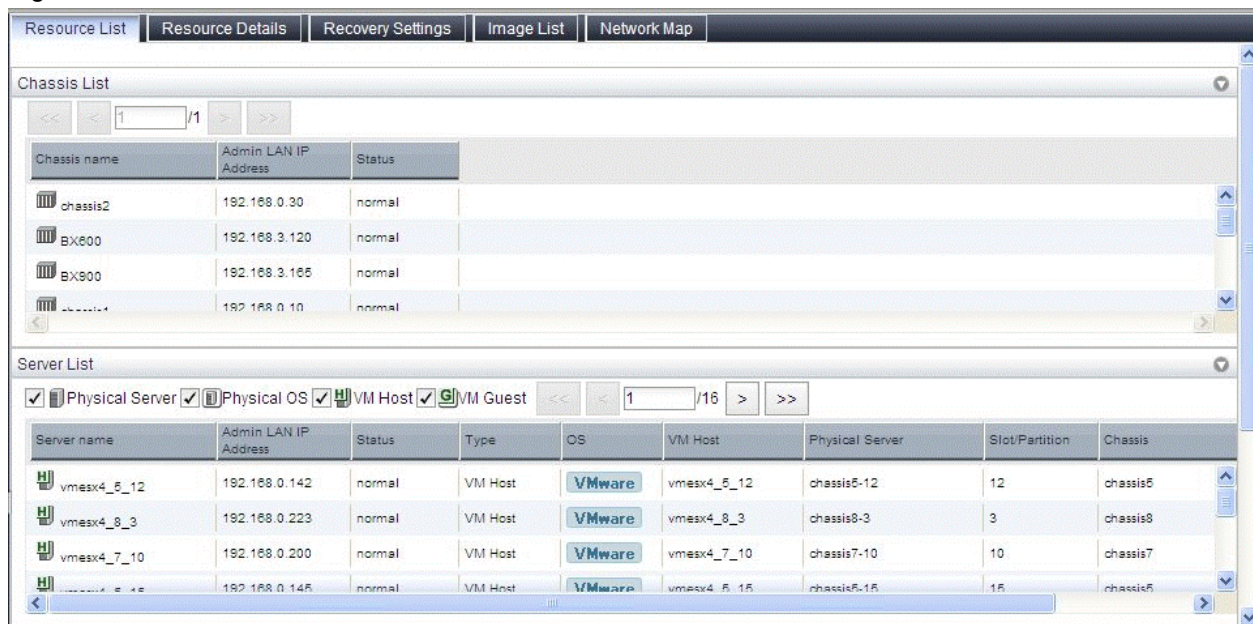 Resource List Resource Details Recovery Settings Image List Network Map
Chassis List
<< < 1 /1 > >>
Chassis name Admin LAN IP Address Status
chassis2 192.168.0.30 normal
BX600 192.168.3.120 normal
BX900 192.168.3.165 normal
chassis1 192.168.0.10 normal
Server List
Physical Server Physical OS VM Host VM Guest << < 1 /16 > >>
Server name Admin LAN IP Address Status Type OS VM Host Physical Server Slot/Partition Chassis
vmesx4_5_12 192.168.0.142 normal VM Host VMware vmesx4_5_12 chassis5-12 12 chassis5
vmesx4_8_3 192.168.0.223 normal VM Host VMware vmesx4_8_3 chassis8-3 3 chassis8
vmesx4_7_10 192.168.0.200 normal VM Host VMware vmesx4_7_10 chassis7-10 10 chassis7
vmesx4_5_15 192.168.0.145 normal VM Host VMware vmesx4_5_15 chassis5-15 15 chassis5